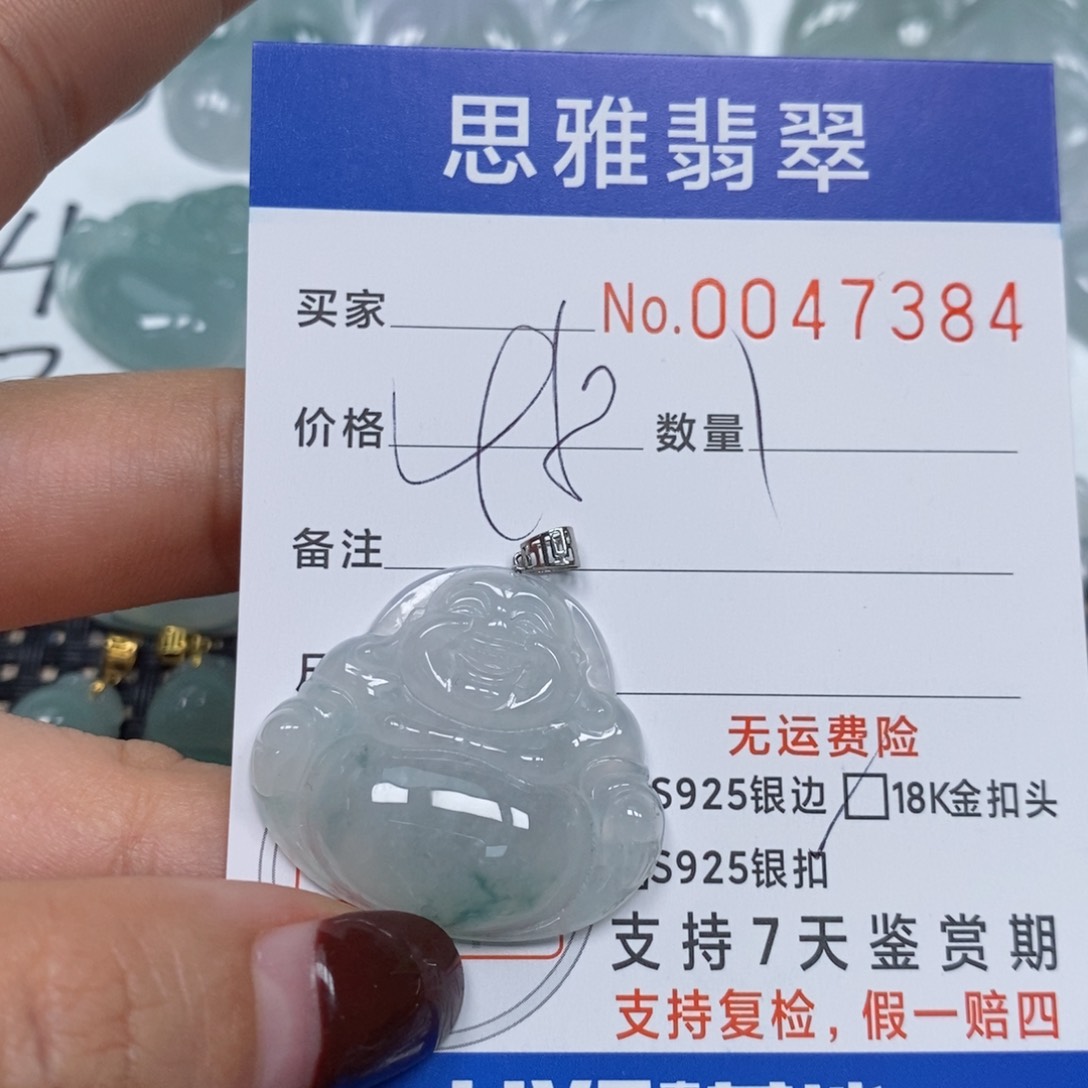 思雅翡翠
买家 No.0047384
价格 数量 1
备注
无运费险
S925银边 18K金扣头
S925银扣
支持7天鉴赏期
支持复检，假一赔四
4